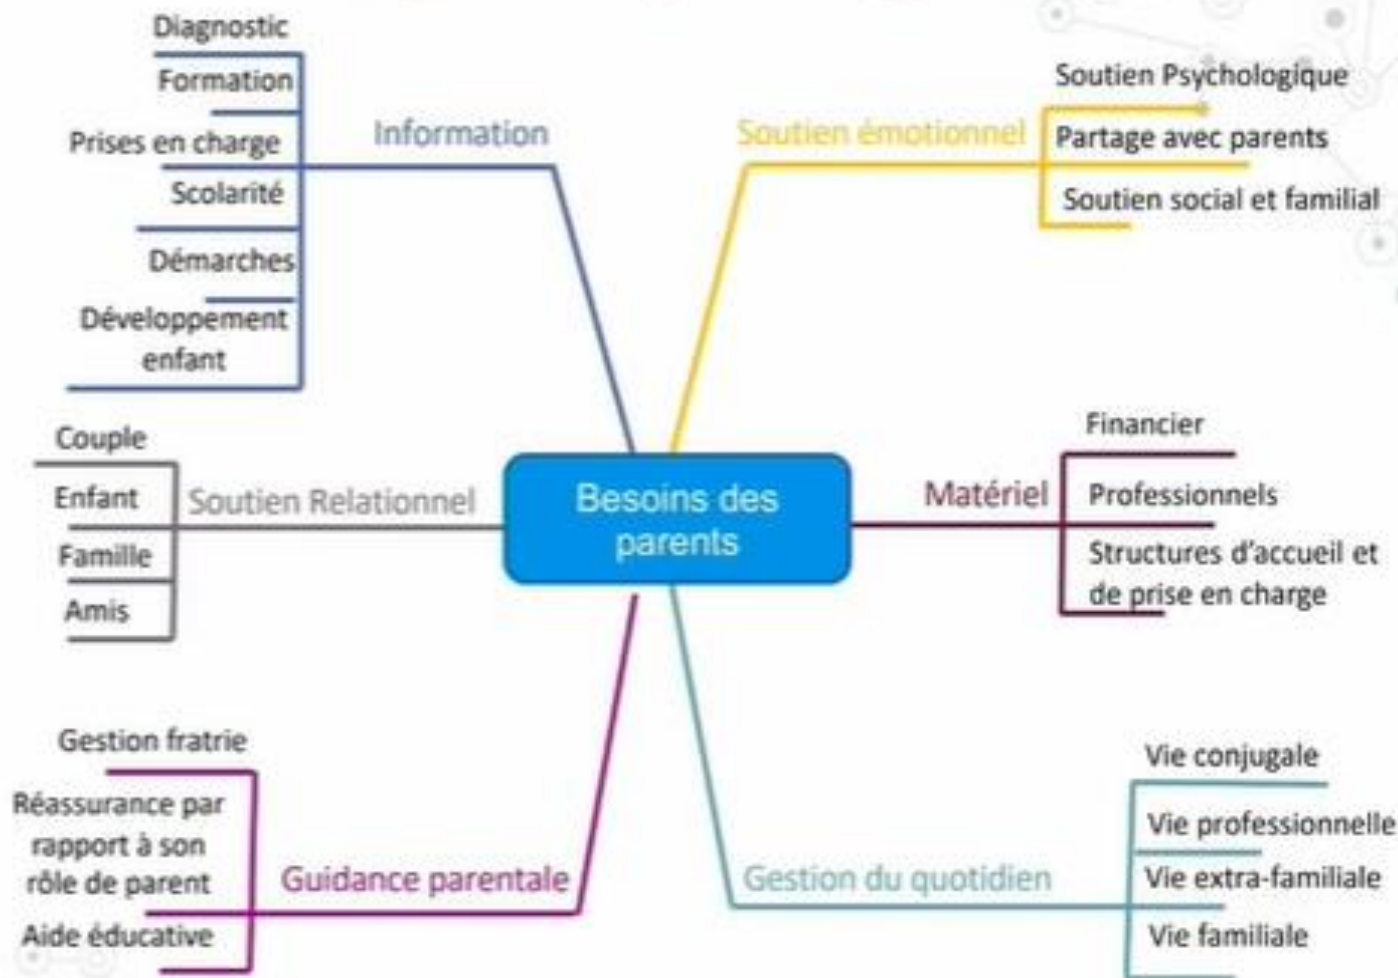 Diagnostic
Formation
Prises en charge
Scolarité
Démarches
Développement
enfant
Information
Soutien émotionnel
Soutien Psychologique
Partage avec parents
Soutien social et familial
Couple
Enfant
Famille
Amis
Soutien Relationnel
Besoins des
parents
Matériel
Financier
Professionnels
Structures d'accueil et
de prise en charge
Gestion fratrie
Réassurance par
rapport à son
rôle de parent
Aide éducative
Guidance parentale
Gestion du quotidien
Vie conjugale
Vie professionnelle
Vie extra-familiale
Vie familiale